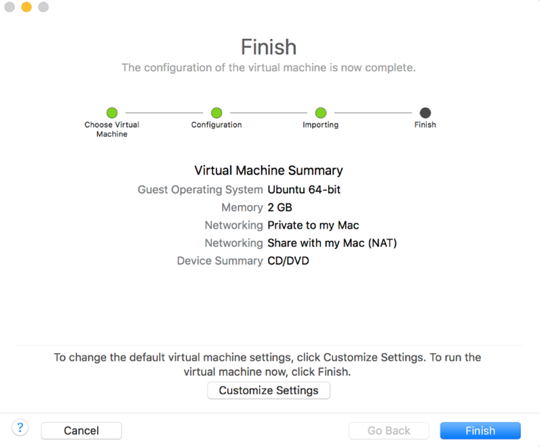 Finish
The configuration of the virtual machine is now complete.
Choose Virtual
Machine
Configuration
Importing
Finish
Virtual Machine Summary
Guest Operating System Ubuntu 64-bit
Memory 2 GB
Networking Private to my Mac
Networking Share with my Mac (NAT)
Device Summary CD/DVD
To change the default virtual machine settings, click Customize Settings. To run the
virtual machine now, click Finish.
Customize Settings
? Cancel Go Back Finish